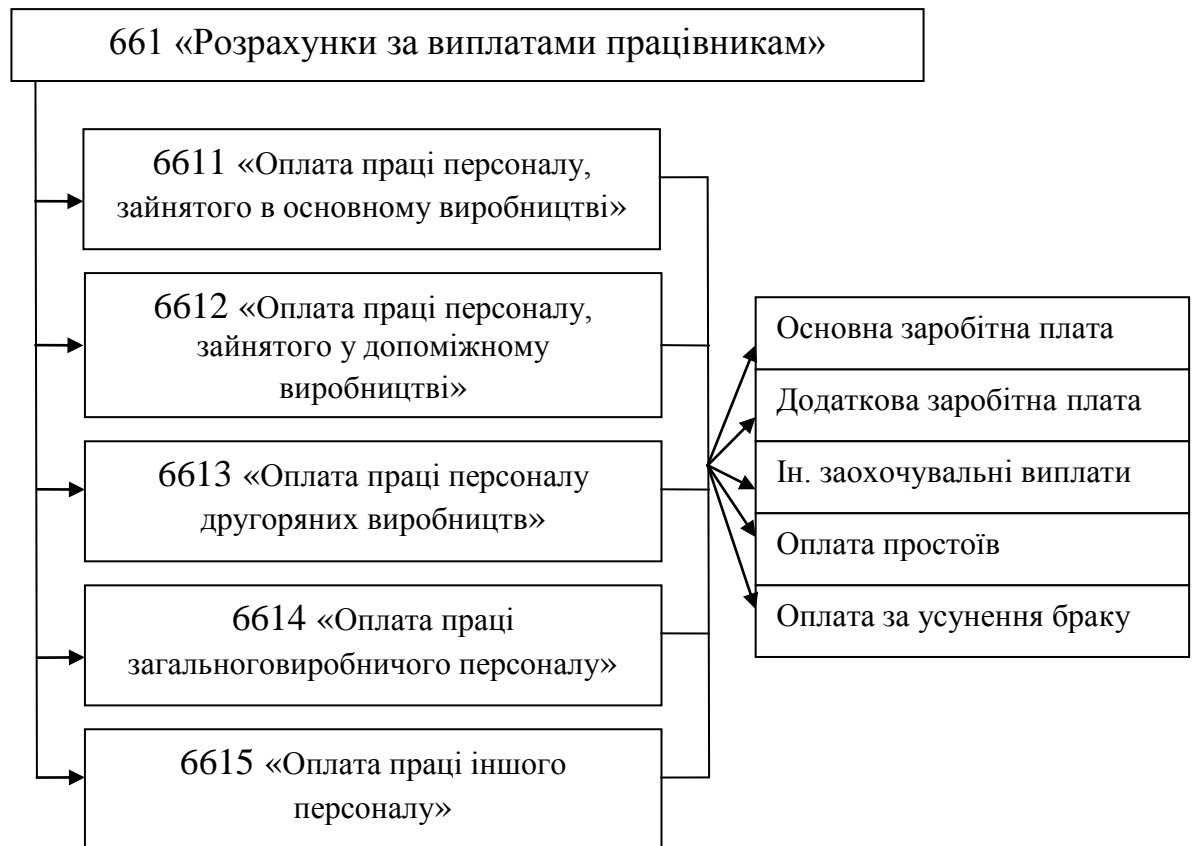 661 «Розрахунки за виплатами працівникам»
6611 «Оплата праці персоналу,
зайнятого в основному виробництві»
6612 «Оплата праці персоналу,
зайнятого у допоміжному
виробництві»
6613 «Оплата праці персоналу
другоряних виробництв»
6614 «Оплата праці
загальноговиробничого персоналу»
6615 «Оплата праці іншого
персоналу»
Основна заробітна плата
Додаткова заробітна плата
Ін. заохочувальні виплати
Оплата простоїв
Оплата за усунення браку